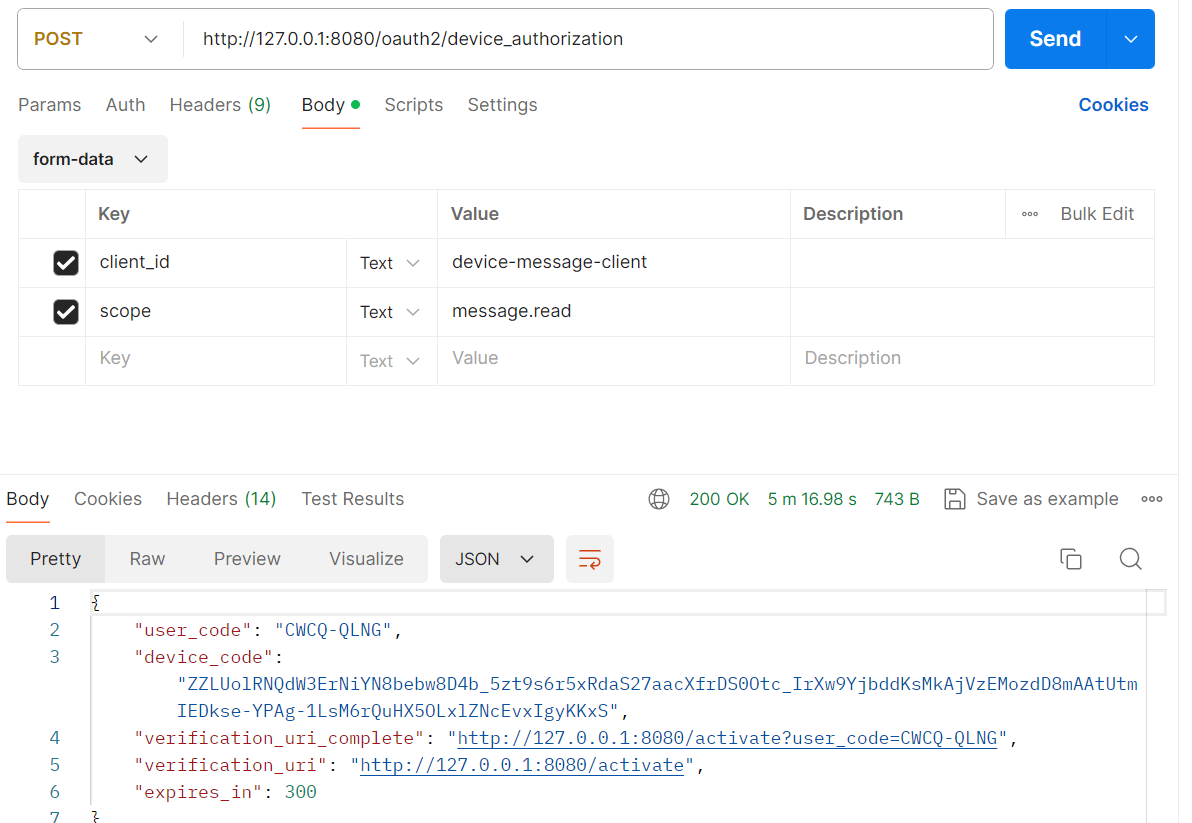 POST http://127.0.0.1:8080/oauth2/device_authorization Send
Params Auth Headers (9) Body Scripts Settings Cookies
form-data
Key Value Description Bulk Edit
client_id Text device-message-client
scope Text message.read
Key Text Value Description
Body Cookies Headers (14) Test Results 200 OK 5 m 16.98 s 743 B Save as example
Pretty Raw Preview Visualize JSON
1 {
2 "user_code": "CWCQ-QLNG",
3 "device_code":
"ZZLUolRNQdW3ErNiYN8bebw8D4b_5zt9s6r5xRdaS27aacXfrDS0Otc_IrXw9YjbddKsMkAjVzEMozdD8mAAtUtm
IEDkse-YPAg-1LsM6rQuHX5OLxlZNcEvxIgyKKxS",
4 "verification_uri_complete": "http://127.0.0.1:8080/activate?user_code=CWCQ-QLNG",
5 "verification_uri": "http://127.0.0.1:8080/activate",
6 "expires_in": 300
7 }